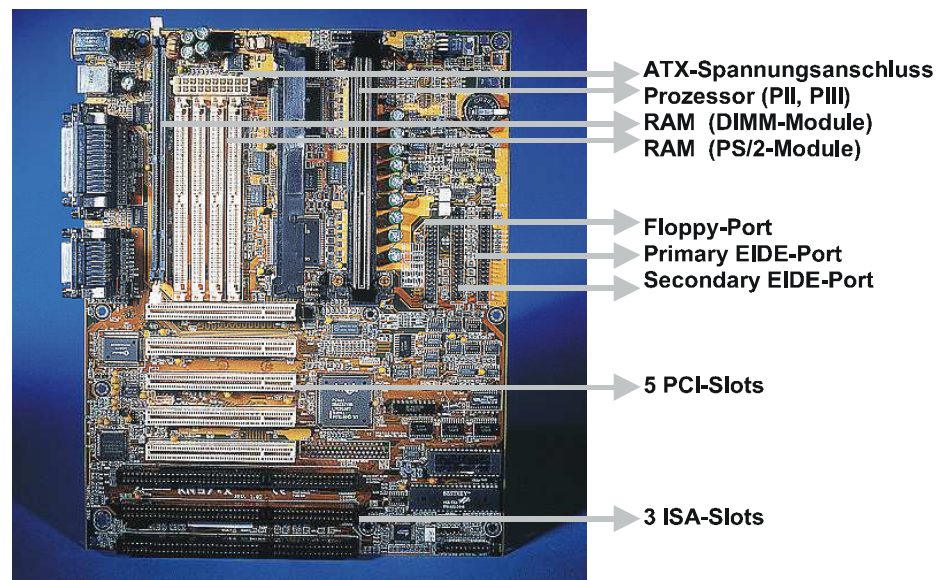 ATX-Spannungsanschluss
Prozessor (PII, PIII)
RAM (DIMM-Module)
RAM (PS/2-Module)
Floppy-Port
Primary EIDE-Port
Secondary EIDE-Port
5 PCI-Slots
BESTKEY
3 ISA-Slots